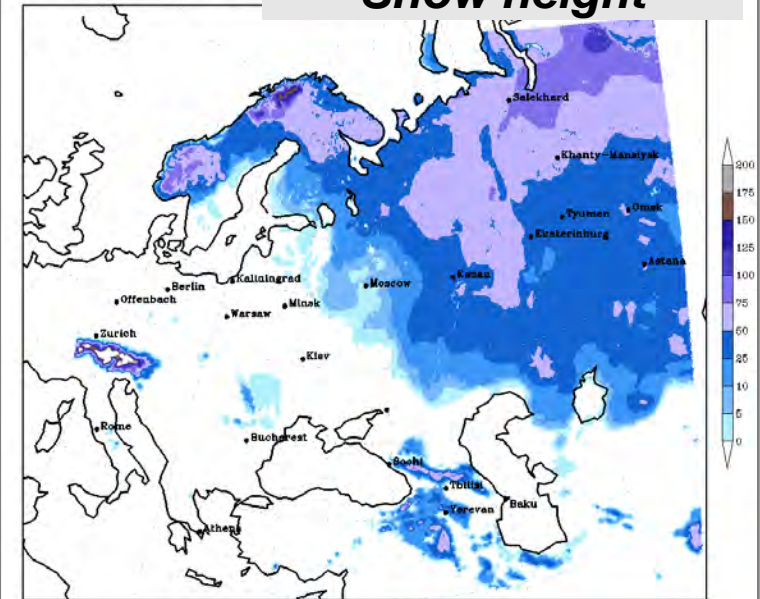 Snow height
Salekhard
Khanty-Mansiysk
Tyumen
Omsk
Ekaterinburg
Astana
Kaliningrad
Berlin
Moscow
Kazan
Offenbach
Minsk
Warsaw
Zurich
Kiev
Rome
Bucharest
Sochi
Tbilisi
Yerevan
Baku
Athens
200
175
150
125
100
75
50
25
10
5
0